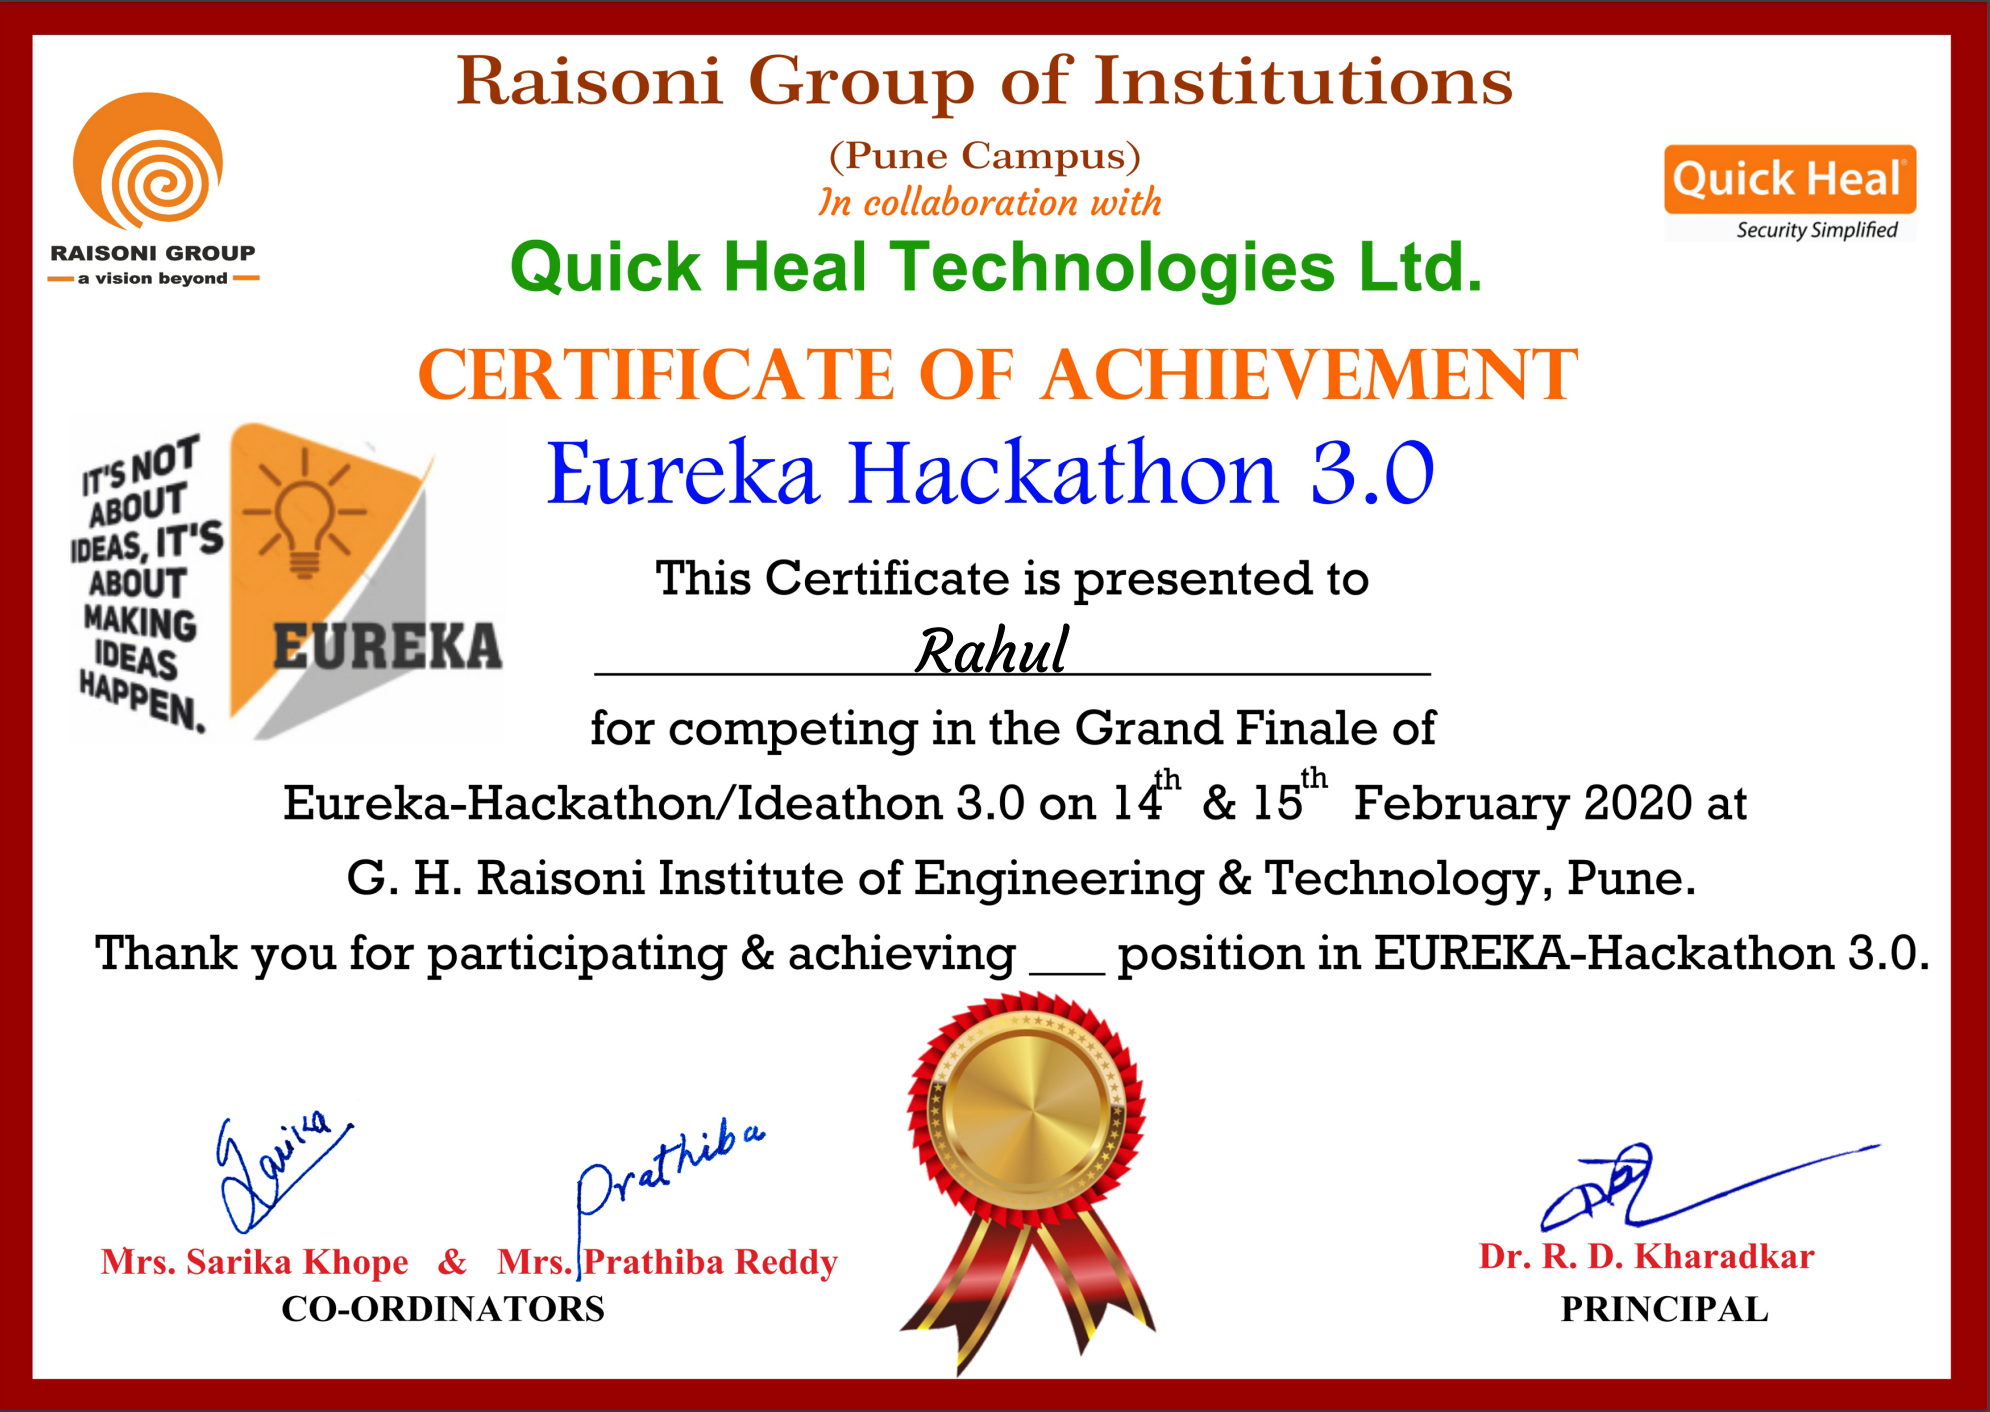 Raisoni Group of Institutions
(Pune Campus)
In collaboration with
Quick Heal Technologies Ltd.
RAISONI GROUP
a vision beyond
Quick Heal
Security Simplified
CERTIFICATE OF ACHIEVEMENT
Eureka Hackathon 3.0
IT'S NOT
ABOUT
IDEAS, IT'S
ABOUT
MAKING
IDEAS
HAPPEN.
EUREKA
This Certificate is presented to
Rahul
for competing in the Grand Finale of
Eureka-Hackathon/Ideathon 3.0 on 14th & 15th February 2020 at
G. H. Raisoni Institute of Engineering & Technology, Pune.
Thank you for participating & achieving ___ position in EUREKA-Hackathon 3.0.
Sarika
Prathiba
Mrs. Sarika Khope & Mrs. Prathiba Reddy
CO-ORDINATORS
Dr. R. D. Kharadkar
PRINCIPAL